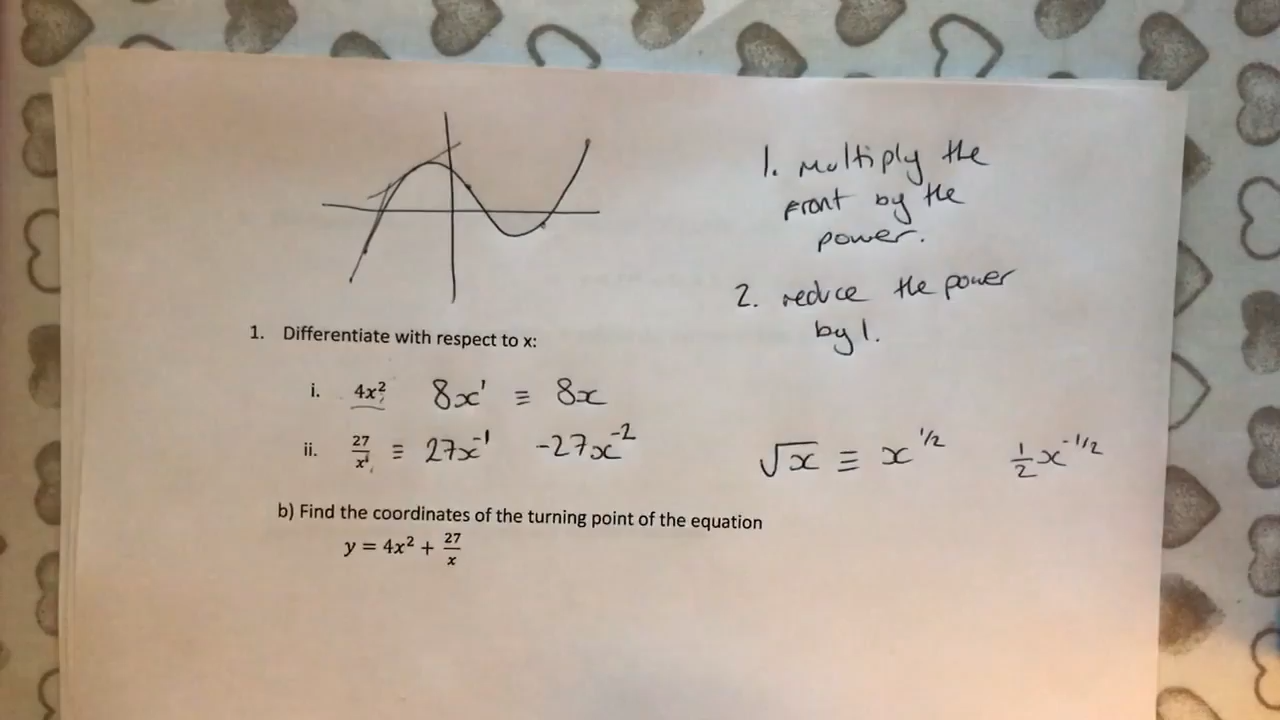 1. Multiply the
front by the
power.
2. reduce the power
by 1.
1. Differentiate with respect to x:
i. 4x² 8x¹ ≡ 8x
ii. 27/x¹ ≡ 27x⁻¹ -27x⁻² √x ≡ x^1/2 1/2 x^-1/2
b) Find the coordinates of the turning point of the equation
y = 4x² + 27/x